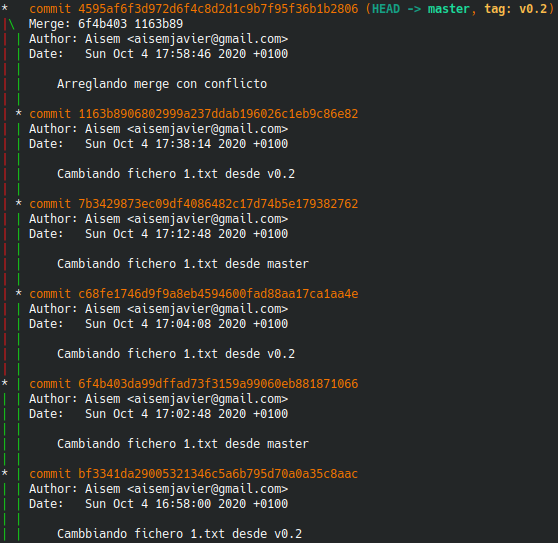 * commit 4595af6f3d972d6f4c8d2d1c9b7f95f36b1b2806 (HEAD -> master, tag: v0.2)
|\ Merge: 6f4b403 1163b89
| | Author: Aisem <aisemjavier@gmail.com>
| | Date: Sun Oct 4 17:58:46 2020 +0100
| |
| | Arreglando merge con conflicto
| |
| * commit 1163b8906802999a237ddab196026c1eb9c86e82
| | Author: Aisem <aisemjavier@gmail.com>
| | Date: Sun Oct 4 17:38:14 2020 +0100
| |
| | Cambiando fichero 1.txt desde v0.2
| |
| * commit 7b3429873ec09df4086482c17d74b5e179382762
| | Author: Aisem <aisemjavier@gmail.com>
| | Date: Sun Oct 4 17:12:48 2020 +0100
| |
| | Cambiando fichero 1.txt desde master
| |
| * commit c68fe1746d9f9a8eb4594600fad88aa17ca1aa4e
| | Author: Aisem <aisemjavier@gmail.com>
| | Date: Sun Oct 4 17:04:08 2020 +0100
| |
| | Cambiando fichero 1.txt desde v0.2
| |
* | commit 6f4b403da99dffad73f3159a99060eb881871066
| | Author: Aisem <aisemjavier@gmail.com>
| | Date: Sun Oct 4 17:02:48 2020 +0100
| |
| | Cambiando fichero 1.txt desde master
| |
* | commit bf3341da29005321346c5a6b795d70a0a35c8aac
| | Author: Aisem <aisemjavier@gmail.com>
| | Date: Sun Oct 4 16:58:00 2020 +0100
| |
| | Cambbiando fichero 1.txt desde v0.2